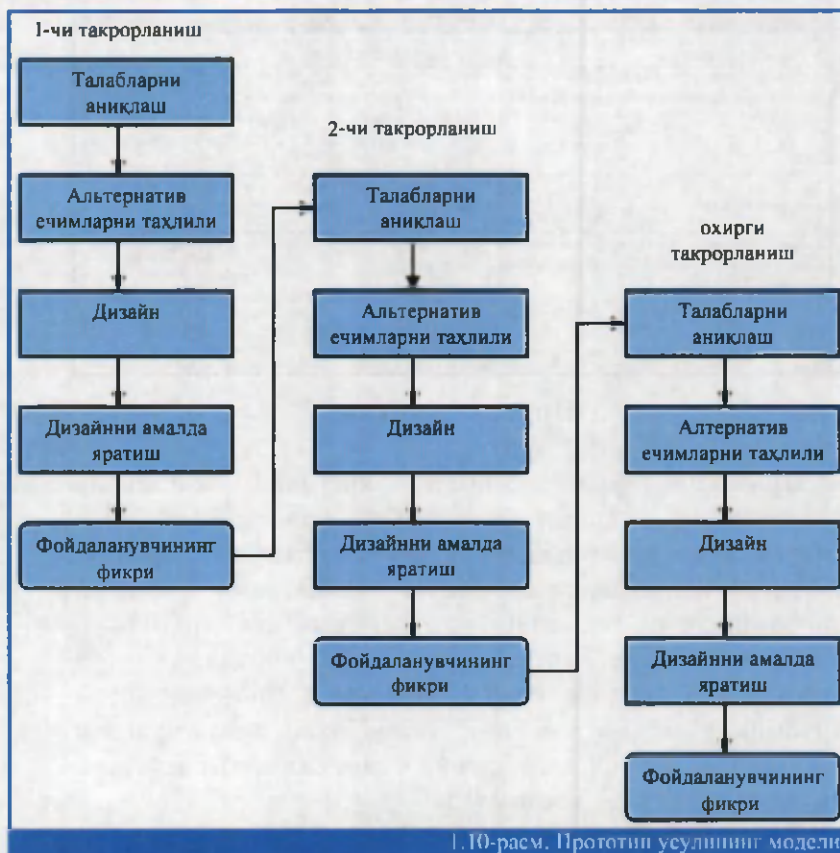 1-чи такрорланиш
Талабларни
аниқлаш
Альтернатив
ечимларни таҳлили
Дизайн
Дизайнни амалда
яратиш
Фойдаланувчининг
фикри
2-чи такрорланиш
Талабларни
аниқлаш
Альтернатив
ечимларни таҳлили
Дизайн
Дизайнни амалда
яратиш
Фойдаланувчининг
фикри
охирги
такрорланиш
Талабларни
аниқлаш
Алтернатив
ечимларни таҳлили
Дизайн
Дизайнни амалда
яратиш
Фойдаланувчининг
фикри
1.10-расм. Прототип усулининг модели